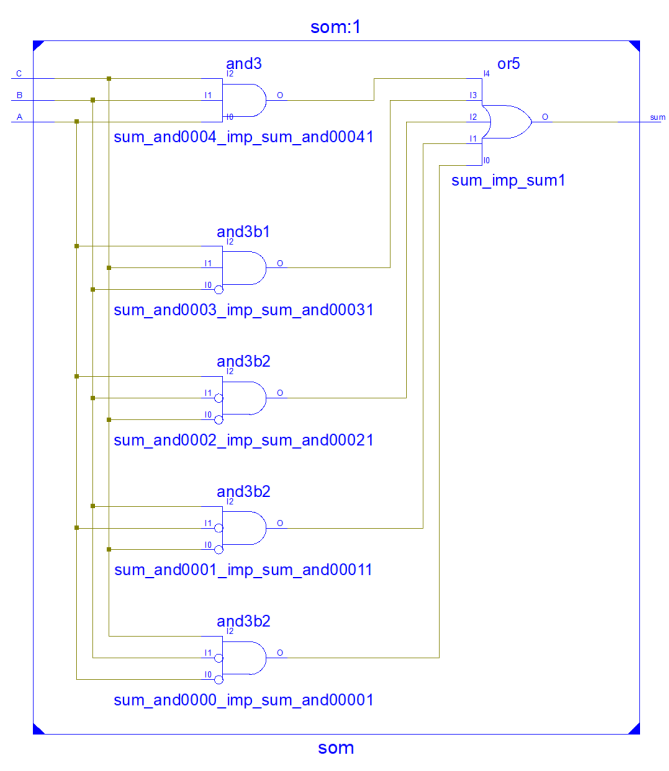 som:1
and3
or5
C
I2
I4
B
I1
O
I3
A
I0
I2
O
sum
sum_and0004_imp_sum_and00041
I1
I0
sum_imp_sum1
and3b1
I2
I1
O
I0
sum_and0003_imp_sum_and00031
and3b2
I2
I1
O
I0
sum_and0002_imp_sum_and00021
and3b2
I2
I1
O
I0
sum_and0001_imp_sum_and00011
and3b2
I2
I1
O
I0
sum_and0000_imp_sum_and00001
som